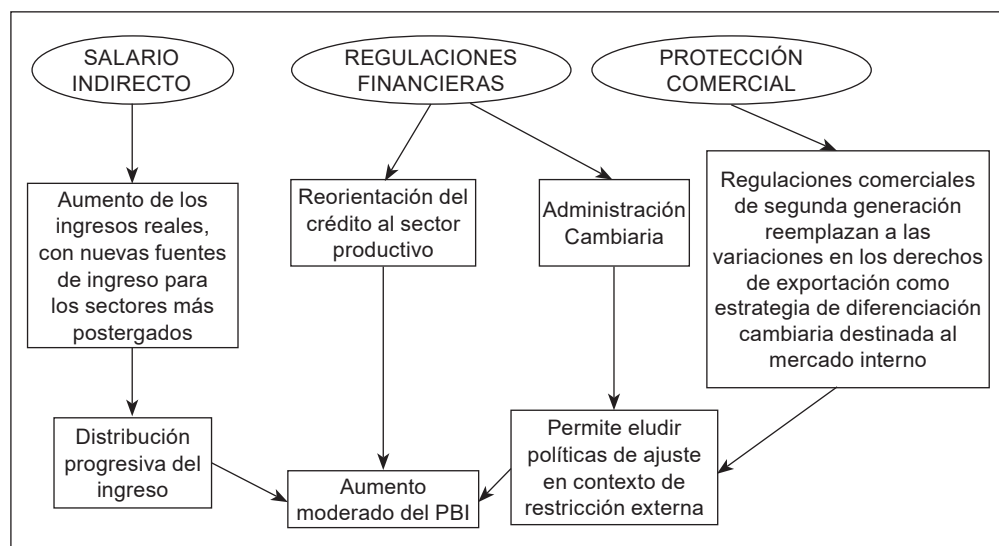 SALARIO
INDIRECTO
REGULACIONES
FINANCIERAS
PROTECCIÓN
COMERCIAL
Aumento de los
ingresos reales,
con nuevas fuentes
de ingreso para
los sectores más
postergados
Reorientación del
crédito al sector
productivo
Administración
Cambiaria
Regulaciones comerciales
de segunda generación
reemplazan a las
variaciones en los derechos
de exportación como
estrategia de diferenciación
cambiaria destinada al
mercado interno
Distribución
progresiva del
ingreso
Aumento
moderado del PBI
Permite eludir
políticas de ajuste
en contexto de
restricción externa